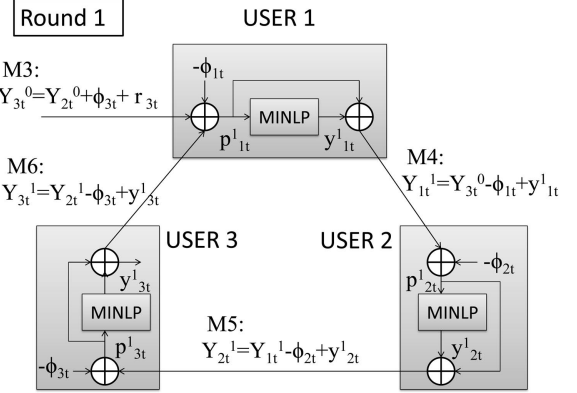 Round 1
USER 1
M3:
Y₃ₜ⁰=Y₂ₜ⁰+ϕ₃ₜ+ r₃ₜ
-ϕ₁ₜ
MINLP
p¹₁ₜ
y¹₁ₜ
M6:
Y₃ₜ¹=Y₂ₜ¹-ϕ₃ₜ+y¹₃ₜ
M4:
Y₁ₜ¹=Y₃ₜ⁰-ϕ₁ₜ+y¹₁ₜ
USER 3
USER 2
y¹₃ₜ
MINLP
p¹₃ₜ
-ϕ₃ₜ
M5:
Y₂ₜ¹=Y₁ₜ¹-ϕ₂ₜ+y¹₂ₜ
-ϕ₂ₜ
p¹₂ₜ
MINLP
y¹₂ₜ